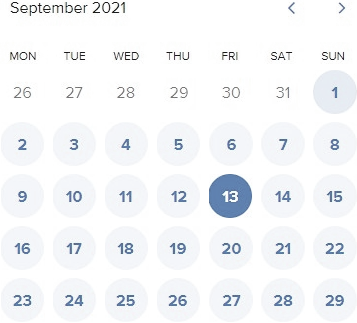 September 2021
MON TUE WED THU FRI SAT SUN
26 27 28 29 30 31 1
2 3 4 5 6 7 8
9 10 11 12 13 14 15
16 17 18 19 20 21 22
23 24 25 26 27 28 29